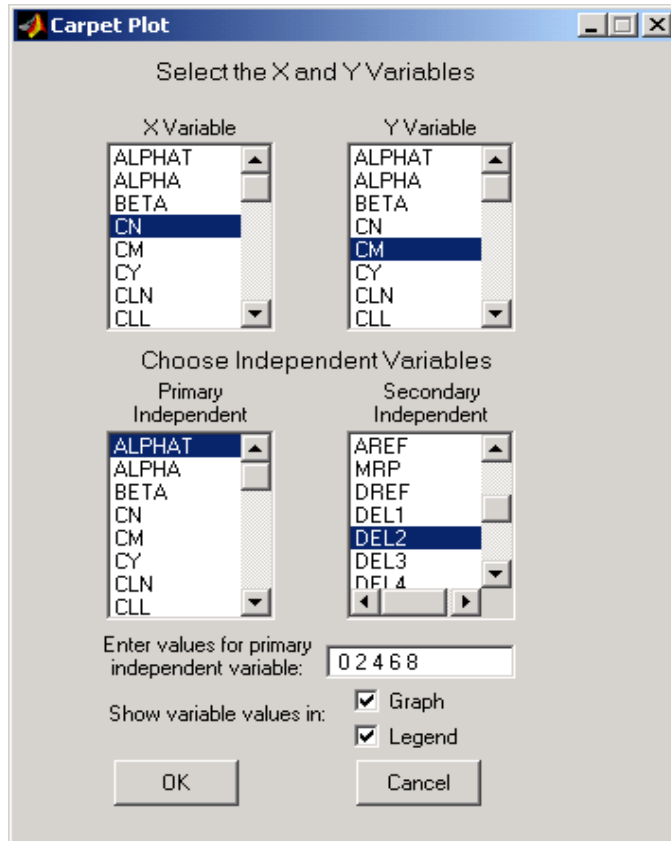 Carpet Plot
Select the X and Y Variables
X Variable
ALPHAT
ALPHA
BETA
CN
CM
CY
CLN
CLL
Y Variable
ALPHAT
ALPHA
BETA
CN
CM
CY
CLN
CLL
Choose Independent Variables
Primary
Independent
ALPHAT
ALPHA
BETA
CN
CM
CY
CLN
CLL
Secondary
Independent
AREF
MRP
DREF
DEL1
DEL2
DEL3
DEL4
Enter values for primary
independent variable:
0 2 4 6 8
Show variable values in:
Graph
Legend
OK
Cancel